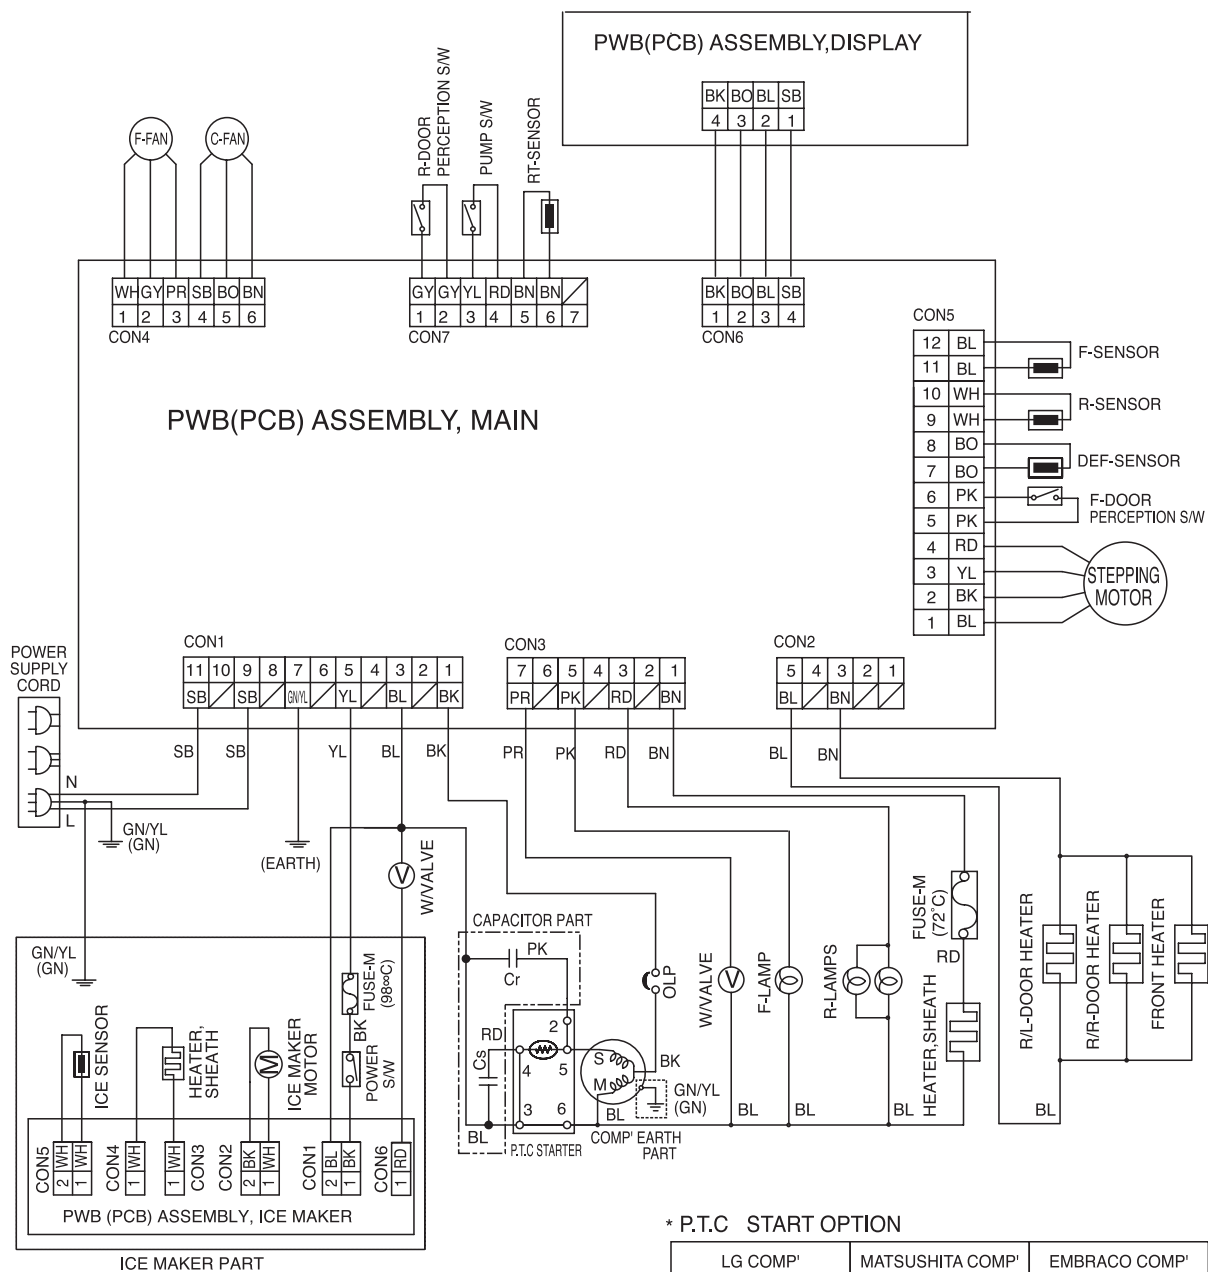 PWB(PCB) ASSEMBLY,DISPLAY
BK BO BL SB
4 3 2 1
F-FAN
C-FAN
R-DOOR
PERCEPTION S/W
PUMP S/W
RT-SENSOR
WH GY PR SB BO BN
1 2 3 4 5 6
CON4
GY GY YL RD BN BN
1 2 3 4 5 6 7
CON7
BK BO BL SB
1 2 3 4
CON6
CON5
12 BL
11 BL
10 WH
9 WH
8 BO
7 BO
6 PK
5 PK
4 RD
3 YL
2 BK
1 BL
F-SENSOR
R-SENSOR
DEF-SENSOR
F-DOOR
PERCEPTION S/W
STEPPING
MOTOR
PWB(PCB) ASSEMBLY, MAIN
CON1
11 10 9 8 7 6 5 4 3 2 1
SB SB GN/YL YL BL BK
CON3
7 6 5 4 3 2 1
PR PK RD BN
CON2
5 4 3 2 1
BL BN
POWER
SUPPLY
CORD
N
L
SB SB YL BL BK PR PK RD BN BL BN
GN/YL
(GN)
(EARTH)
W/VALVE
CAPACITOR PART
PK
Cr
RD
Cs
2
4 5
3 6
BL
P.T.C STARTER
S
M
BL
COMP'
EARTH
PART
OLP
BK
GN/YL
(GN)
W/VALVE
BL
F-LAMP
BL
R-LAMPS
BL
FUSE-M
(72°C)
RD
HEATER,SHEATH
R/L-DOOR HEATER
R/R-DOOR HEATER
FRONT HEATER
BL
GN/YL
(GN)
ICE SENSOR
HEATER,
SHEATH
M
ICE MAKER
MOTOR
FUSE-M
(98∞C)
BK
POWER
S/W
CON5
2 WH
1 WH
CON4
1 WH
1 WH
CON3
CON2
2 BK
1 WH
CON1
2 BL
1 BK
CON6
1 RD
PWB (PCB) ASSEMBLY, ICE MAKER
ICE MAKER PART
* P.T.C START OPTION
LG COMP' MATSUSHITA COMP' EMBRACO COMP'
V
V